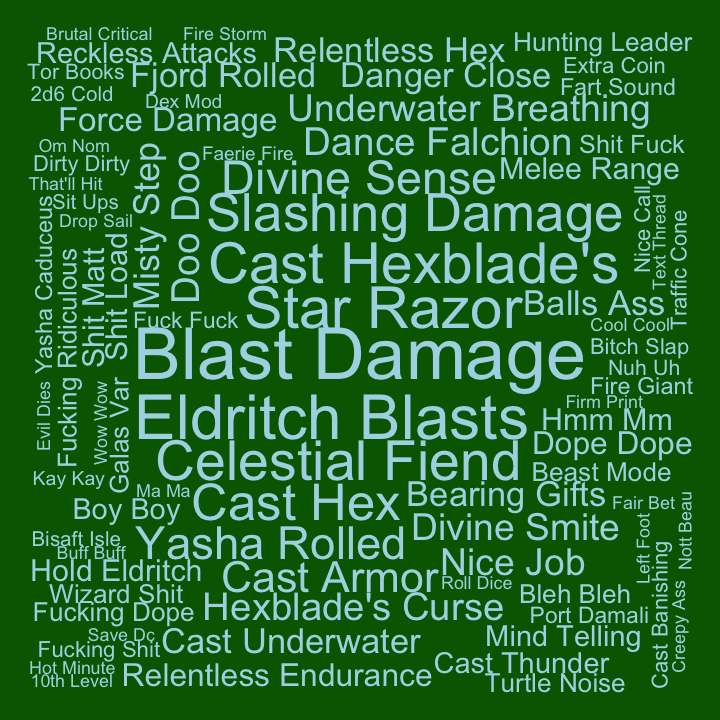 Brutal Critical
Fire Storm
Reckless Attacks
Relentless Hex
Hunting Leader
Tor Books
Fjord Rolled
Danger Close
Extra Coin
2d6 Cold
Dex Mod
Fart Sound
Force Damage
Underwater Breathing
Om Nom
Faerie Fire
Dance Falchion
Shit Fuck
Dirty Dirty
Misty Step
Doo Doo
Divine Sense
Melee Range
That'll Hit
Sit Ups
Slashing Damage
Nice Call
Text Thread
Traffic Cone
Drop Sail
Yasha Caduceus
Fucking Ridiculous
Shit Matt
Shit Load
Cast Hexblade's
Star Razor
Balls Ass
Fuck Fuck
Cool Cool
Blast Damage
Bitch Slap
Nuh Uh
Fire Giant
Evil Dies
Wow Wow
Galas Var
Eldritch Blasts
Firm Print
Hmm Mm
Celestial Fiend
Dope Dope
Kay Kay
Beast Mode
Ma Ma
Cast Hex
Bearing Gifts
Fair Bet
Boy Boy
Divine Smite
Left Foot
Nott Beau
Bisaft Isle
Buff Buff
Yasha Rolled
Nice Job
Hold Eldritch
Cast Armor
Roll Dice
Wizard Shit
Bleh Bleh
Cast Banishing
Creepy Ass
Fucking Dope
Hexblade's Curse
Port Damali
Save Dc
Fucking Shit
Cast Underwater
Mind Telling
Hot Minute
Cast Thunder
10th Level
Relentless Endurance
Turtle Noise